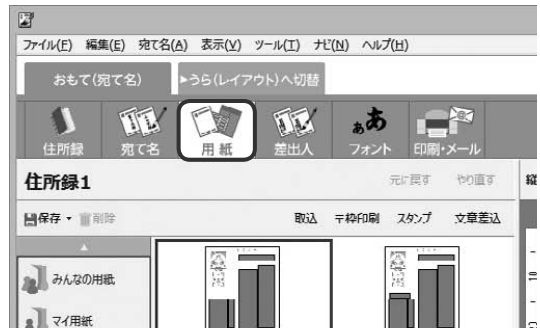 ファイル(F) 編集(E) 宛て名(A) 表示(V) ツール(T) ナビ(N) ヘルプ(H)
おもて(宛て名) ▶うら(レイアウト)へ切替
住所録 宛て名 用紙 差出人 フォント 印刷・メール
住所録1 元に戻す やり直す 縦
保存 削除 取込 〒枠印刷 スタンプ 文章差込
みんなの用紙
マイ用紙